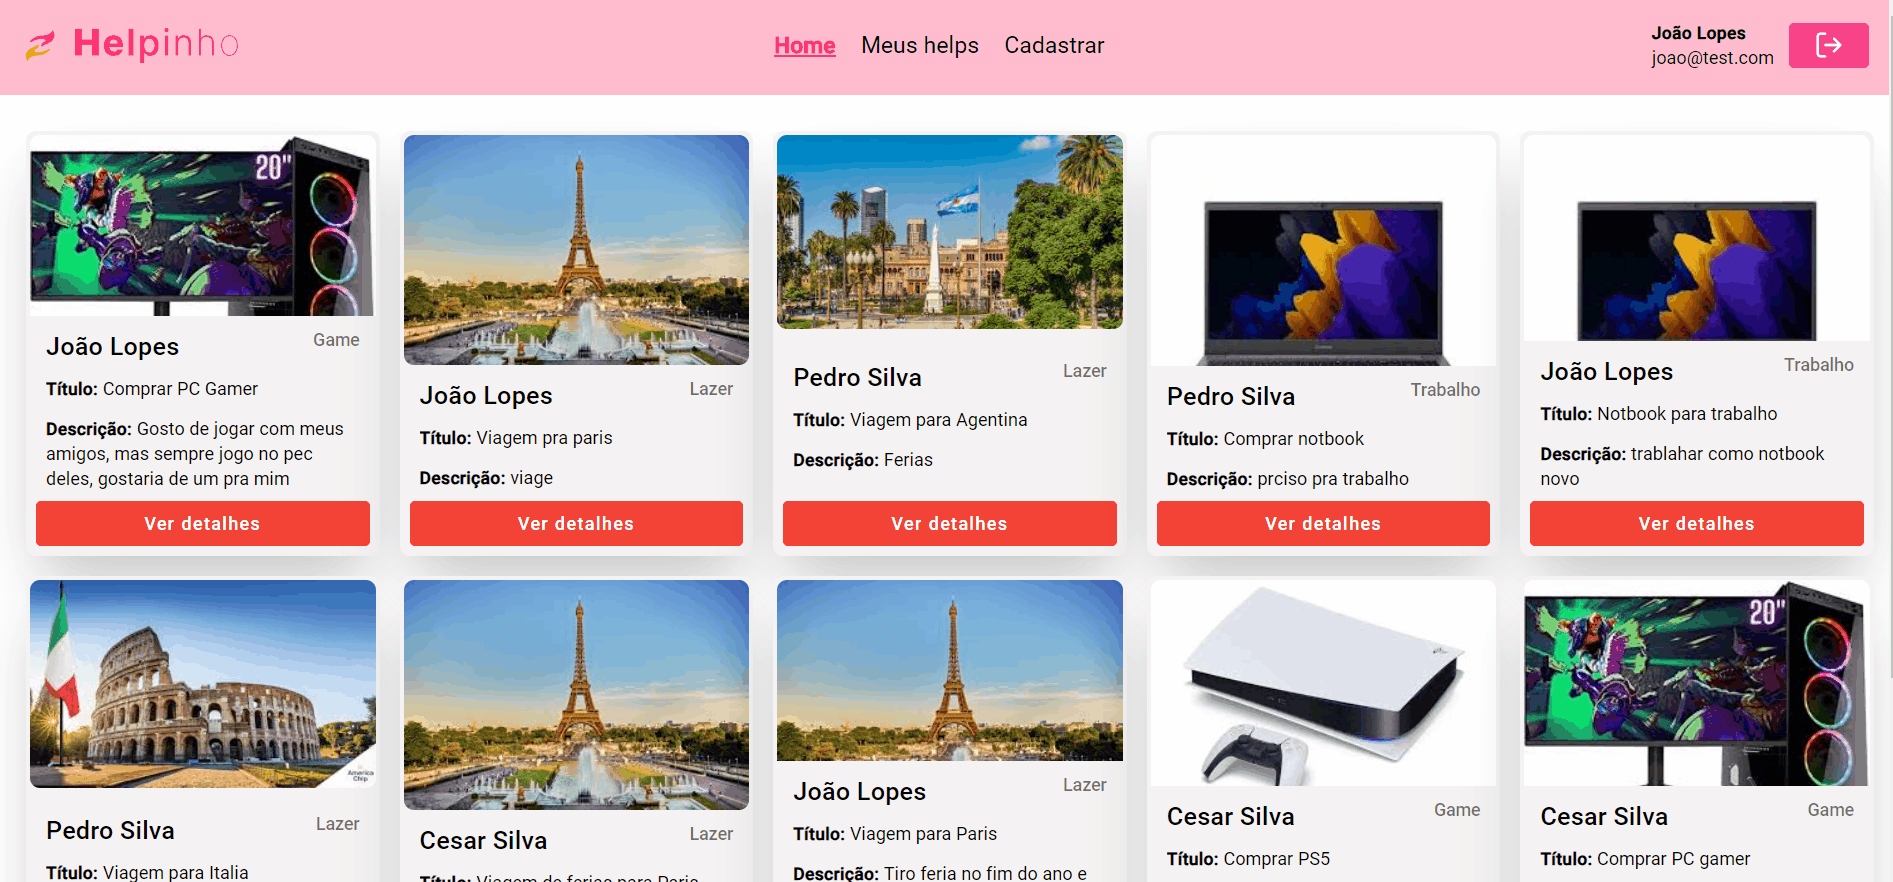 Helpinho
Home Meus helps Cadastrar
João Lopes
joao@test.com
20"
João Lopes
Game
Título: Comprar PC Gamer
Descrição: Gosto de jogar com meus
amigos, mas sempre jogo no pec
deles, gostaria de um pra mim
Ver detalhes
João Lopes
Lazer
Título: Viagem pra paris
Descrição: viage
Ver detalhes
Pedro Silva
Lazer
Título: Viagem para Agentina
Descrição: Ferias
Ver detalhes
Pedro Silva
Trabalho
Título: Comprar notbook
Descrição: prciso pra trabalho
Ver detalhes
João Lopes
Trabalho
Título: Notbook para trabalho
Descrição: trablahar como notbook
novo
Ver detalhes
America
Chip
Pedro Silva
Lazer
Título: Viagem para Italia
Cesar Silva
Lazer
Título: Viagem de ferias para Paris
João Lopes
Lazer
Título: Viagem para Paris
Descrição: Tiro feria no fim do ano e
Cesar Silva
Game
Título: Comprar PS5
20"
Cesar Silva
Game
Título: Comprar PC gamer